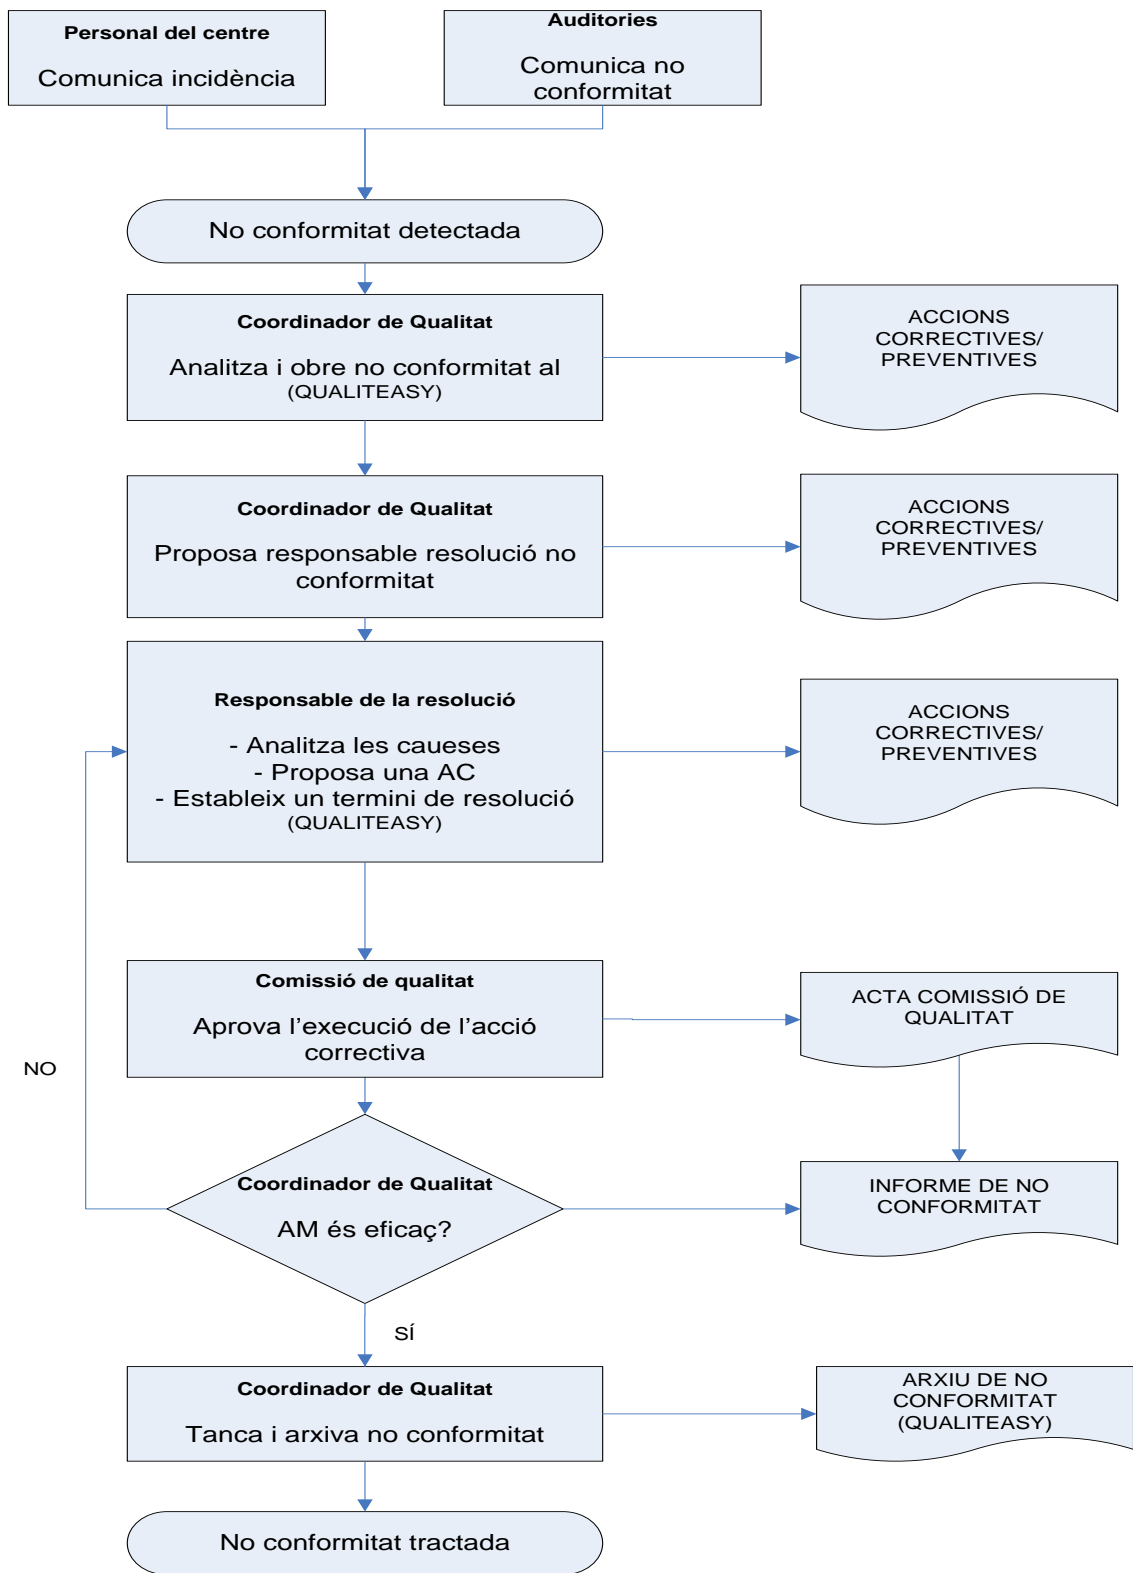 Personal del centre
Comunica incidència
Auditories
Comunica no
conformitat
No conformitat detectada
Coordinador de Qualitat
Analitza i obre no conformitat al
(QUALITEASY)
ACCIONS
CORRECTIVES/
PREVENTIVES
Coordinador de Qualitat
Proposa responsable resolució no
conformitat
ACCIONS
CORRECTIVES/
PREVENTIVES
Responsable de la resolució
- Analitza les caueses
- Proposa una AC
- Estableix un termini de resolució
(QUALITEASY)
ACCIONS
CORRECTIVES/
PREVENTIVES
Comissió de qualitat
Aprova l’execució de l’acció
correctiva
ACTA COMISSIÓ DE
QUALITAT
NO
Coordinador de Qualitat
AM és eficaç?
INFORME DE NO
CONFORMITAT
SÍ
Coordinador de Qualitat
Tanca i arxiva no conformitat
ARXIU DE NO
CONFORMITAT
(QUALITEASY)
No conformitat tractada